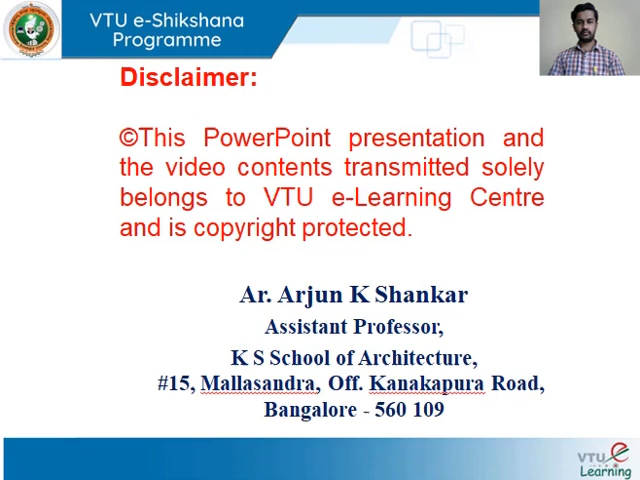 VTU e-Shikshana
Programme
Disclaimer:
©This PowerPoint presentation and
the video contents transmitted solely
belongs to VTU e-Learning Centre
and is copyright protected.
Ar. Arjun K Shankar
Assistant Professor,
K S School of Architecture,
#15, Mallasandra, Off. Kanakapura Road,
Bangalore - 560 109
VTU e
Learning